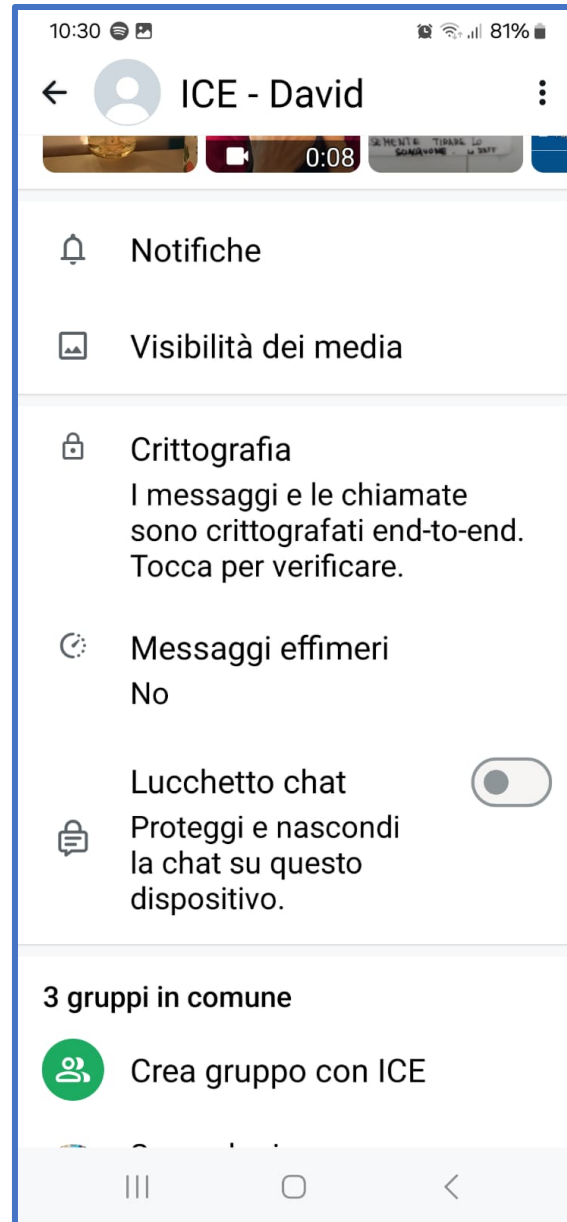 10:30 81%
ICE - David
0:08
TIRARE LO
Notifiche
Visibilità dei media
Crittografia
I messaggi e le chiamate
sono crittografati end-to-end.
Tocca per verificare.
Messaggi effimeri
No
Lucchetto chat
Proteggi e nascondi
la chat su questo
dispositivo.
3 gruppi in comune
Crea gruppo con ICE